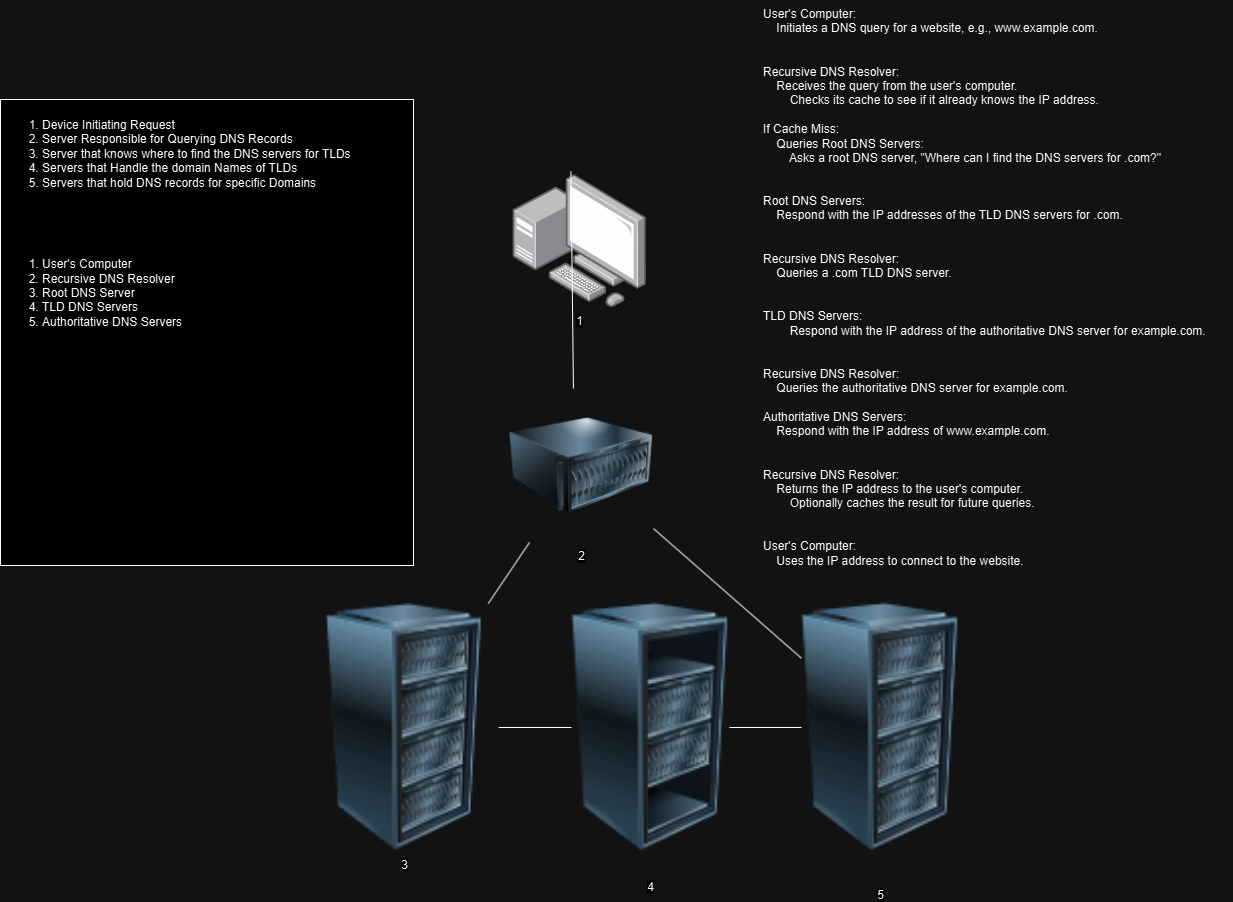 1. Device Initiating Request
2. Server Responsible for Querying DNS Records
3. Server that knows where to find the DNS servers for TLDs
4. Servers that Handle the domain Names of TLDs
5. Servers that hold DNS records for specific Domains
1. User's Computer
2. Recursive DNS Resolver
3. Root DNS Server
4. TLD DNS Servers
5. Authoritative DNS Servers
1
2
3
4
5
User's Computer:
Initiates a DNS query for a website, e.g., www.example.com.
Recursive DNS Resolver:
Receives the query from the user's computer.
Checks its cache to see if it already knows the IP address.
If Cache Miss:
Queries Root DNS Servers:
Asks a root DNS server, "Where can I find the DNS servers for .com?"
Root DNS Servers:
Respond with the IP addresses of the TLD DNS servers for .com.
Recursive DNS Resolver:
Queries a .com TLD DNS server.
TLD DNS Servers:
Respond with the IP address of the authoritative DNS server for example.com.
Recursive DNS Resolver:
Queries the authoritative DNS server for example.com.
Authoritative DNS Servers:
Respond with the IP address of www.example.com.
Recursive DNS Resolver:
Returns the IP address to the user's computer.
Optionally caches the result for future queries.
User's Computer:
Uses the IP address to connect to the website.